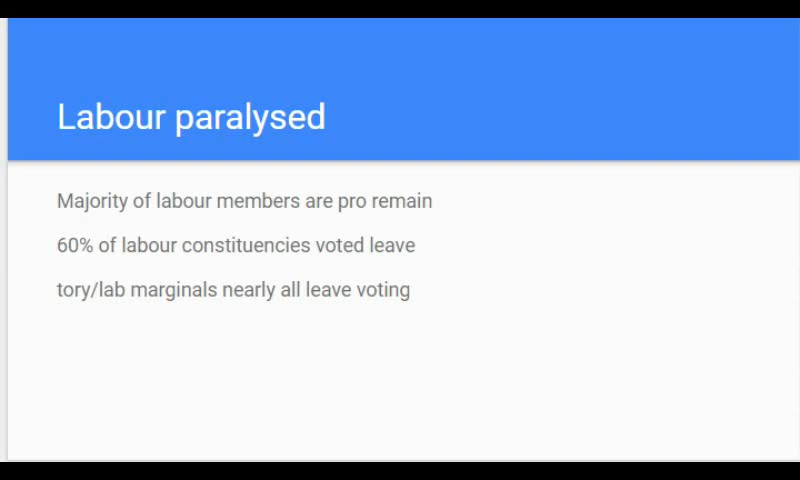 Labour paralysed
Majority of labour members are pro remain
60% of labour constituencies voted leave
tory/lab marginals nearly all leave voting